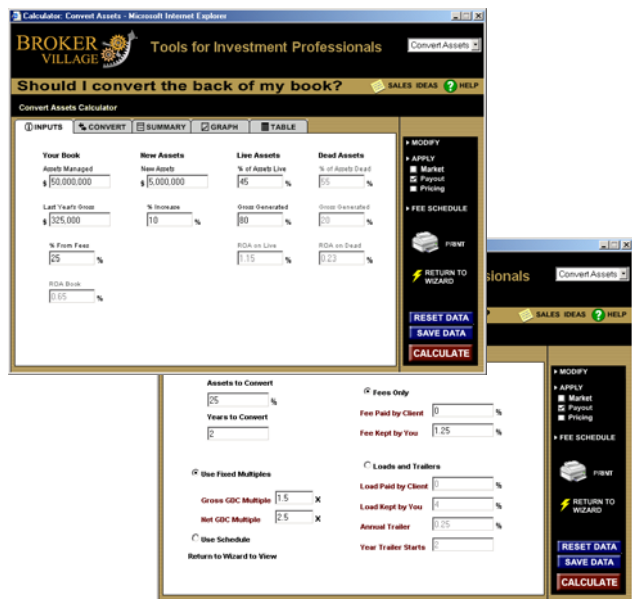 Calculator: Convert Assets - Microsoft Internet Explorer
BROKER VILLAGE
Tools for Investment Professionals
Convert Assets
Should I convert the back of my book?
SALES IDEAS ? HELP
Convert Assets Calculator
INPUTS CONVERT SUMMARY GRAPH TABLE
Your Book New Assets Live Assets Dead Assets
Assets Managed New Assets % of Assets Live % of Assets Dead
$ 50,000,000 $ 5,000,000 45 % 55 %
Last Year's Gross % Increase Gross Generated Gross Generated
$ 325,000 10 % 80 % 20 %
% From Fees ROA on Live ROA on Dead
25 % 1.15 % 0.23 %
ROA Book
0.65 %
MODIFY
APPLY
Market
Payout
Pricing
FEE SCHEDULE
PRINT
RETURN TO
WIZARD
RESET DATA
SAVE DATA
CALCULATE
sionals
Convert Assets
SALES IDEAS ? HELP
Assets to Convert
25 %
Years to Convert
2
Use Fixed Multiples
Gross GDC Multiple 1.5 X
Net GDC Multiple 2.5 X
Use Schedule
Return to Wizard to View
Fees Only
Fee Paid by Client 0 %
Fee Kept by You 1.25 %
Loads and Trailers
Load Paid by Client 0 %
Load Kept by You 4 %
Annual Trailer 0.25 %
Year Trailer Starts 2
MODIFY
APPLY
Market
Payout
Pricing
FEE SCHEDULE
PRINT
RETURN TO
WIZARD
RESET DATA
SAVE DATA
CALCULATE